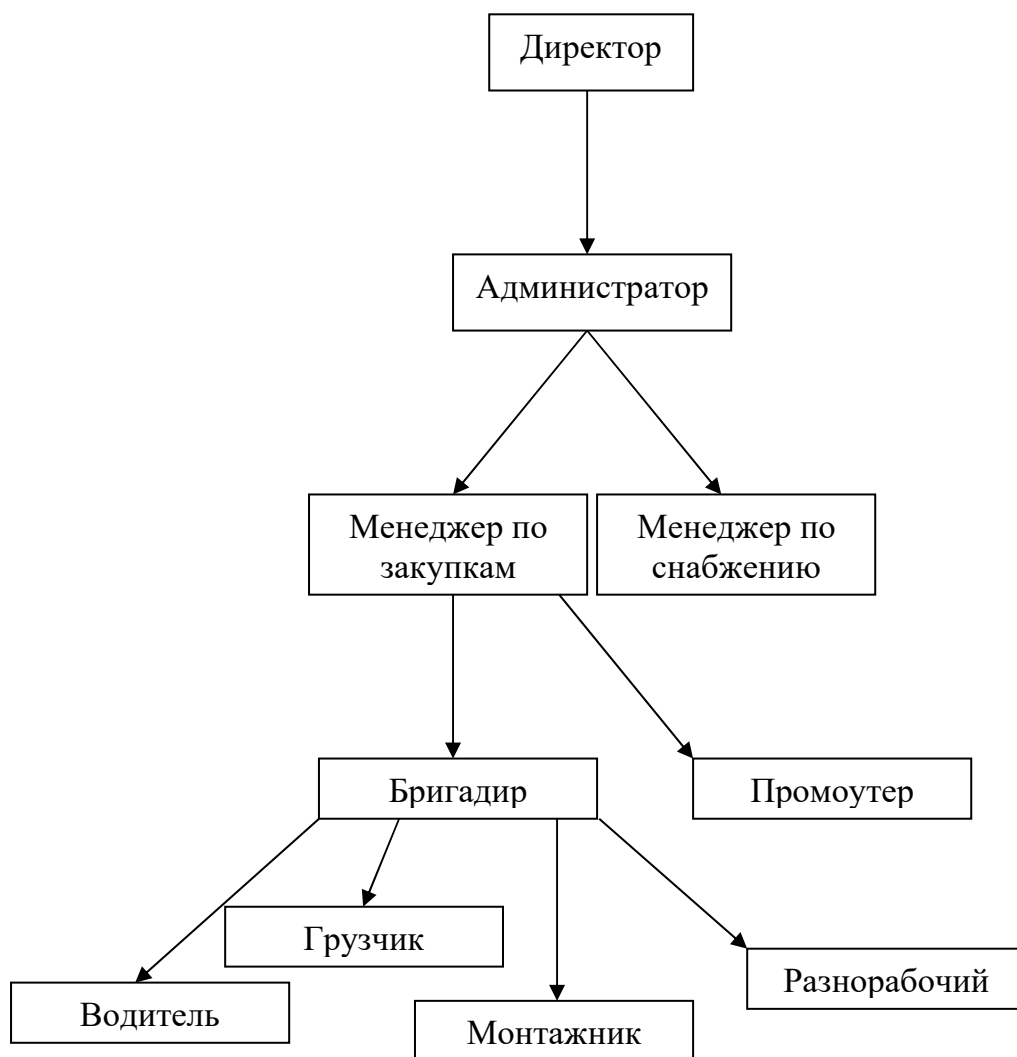 Директор
Администратор
Менеджер по
закупкам
Менеджер по
снабжению
Бригадир
Промоутер
Грузчик
Разнорабочий
Водитель
Монтажник